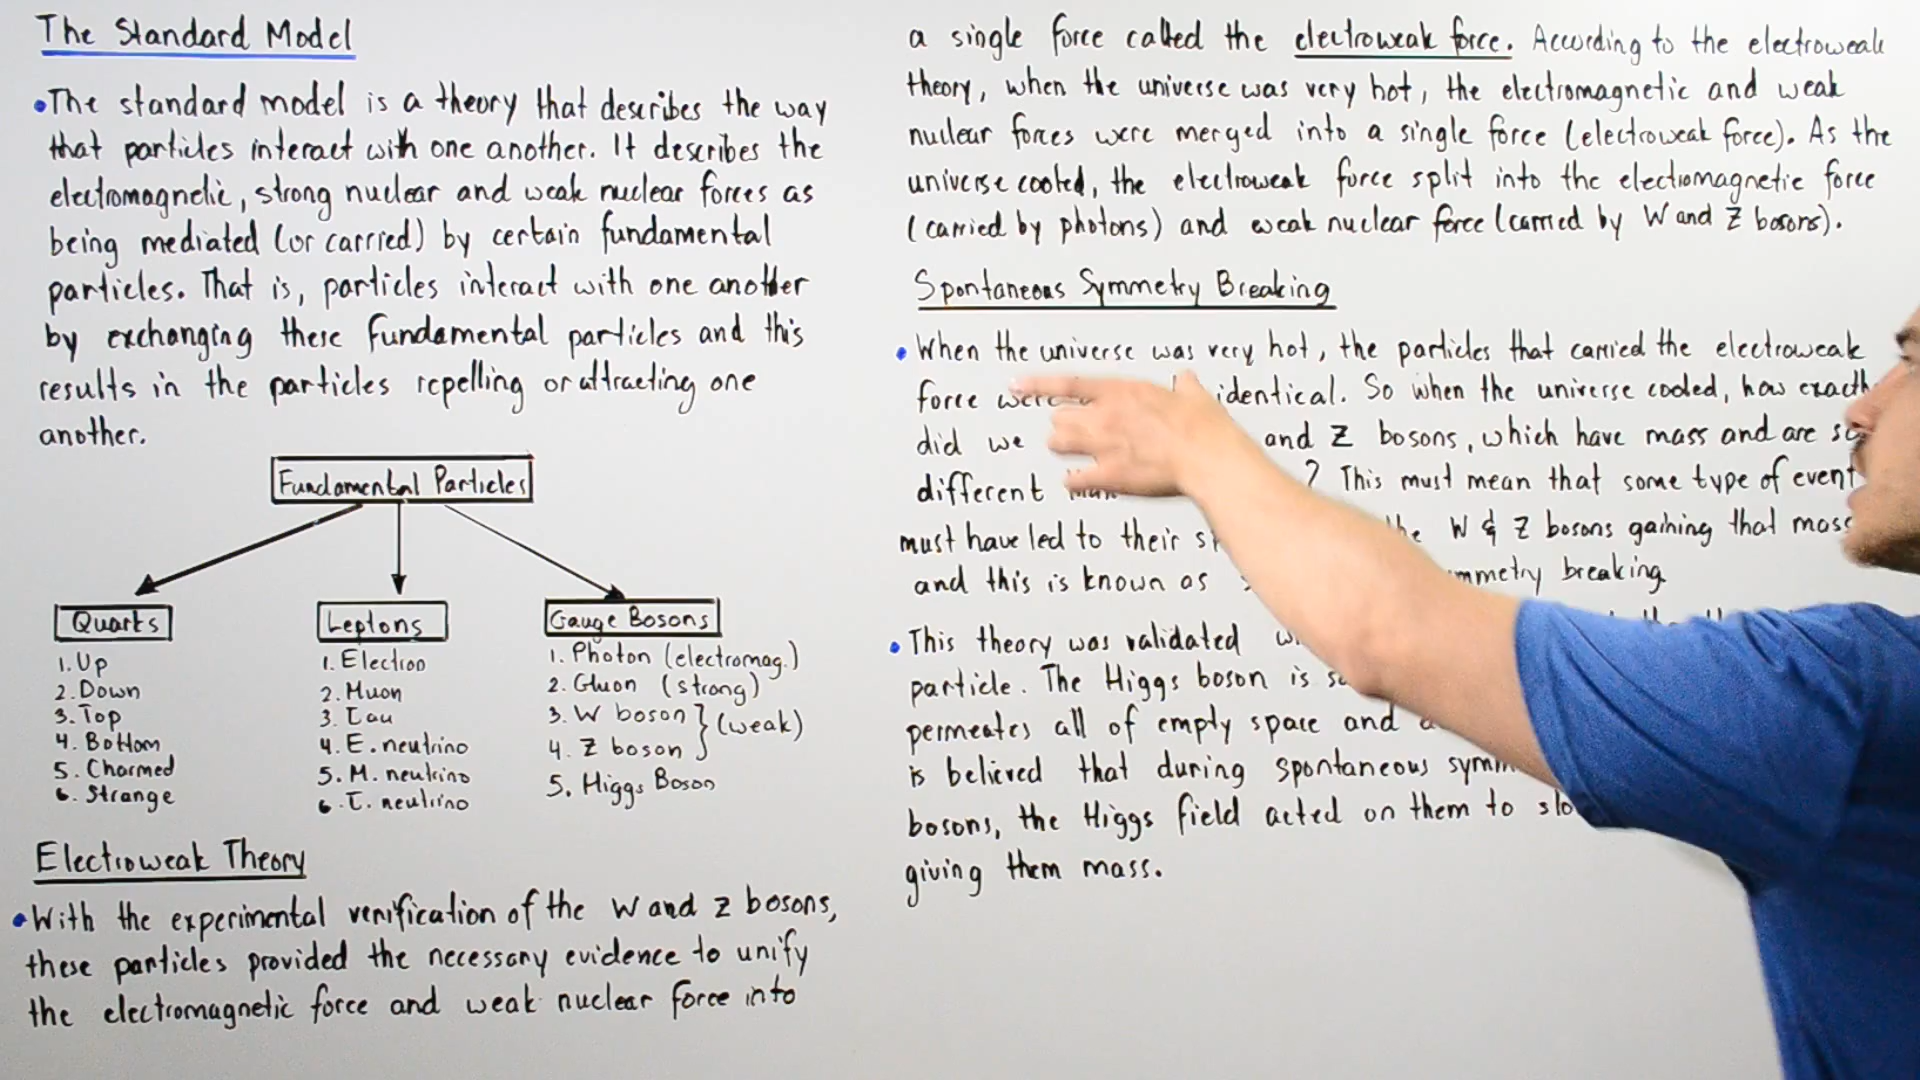 The Standard Model
•The standard model is a theory that describes the way
that particles interact with one another. It describes the
electromagnetic, strong nuclear and weak nuclear forces as
being mediated (or carried) by certain fundamental
particles. That is, particles interact with one another
by exchanging these fundamental particles and this
results in the particles repelling or attracting one
another.
Fundamental Particles
Quarks
1. Up
2. Down
3. Top
4. Bottom
5. Charmed
6. Strange
Leptons
1. Electron
2. Muon
3. Tau
4. E. neutrino
5. M. neutrino
6. T. neutrino
Gauge Bosons
1. Photon (electromag.)
2. Gluon (strong)
3. W boson } (weak)
4. Z boson
5. Higgs Boson
Electroweak Theory
•With the experimental verification of the W and Z bosons,
these particles provided the necessary evidence to unify
the electromagnetic force and weak nuclear force into
a single force called the electroweak force. According to the electroweak
theory, when the universe was very hot, the electromagnetic and weak
nuclear forces were merged into a single force (electroweak force). As the
universe cooled, the electroweak force split into the electromagnetic force
(carried by photons) and weak nuclear force (carried by W and Z bosons).
Spontaneous Symmetry Breaking
• When the universe was very hot, the particles that carried the electroweak
force were identical. So when the universe cooled, how exactl
did we and Z bosons, which have mass and are
different than ? This must mean that some type of event
must have led to their W & Z bosons gaining that mass
and this is known as mmetry breaking
• This theory was validated
particle. The Higgs boson is
permeates all of empty space and
is believed that during spontaneous symm
bosons, the Higgs field acted on them to slo
giving them mass.